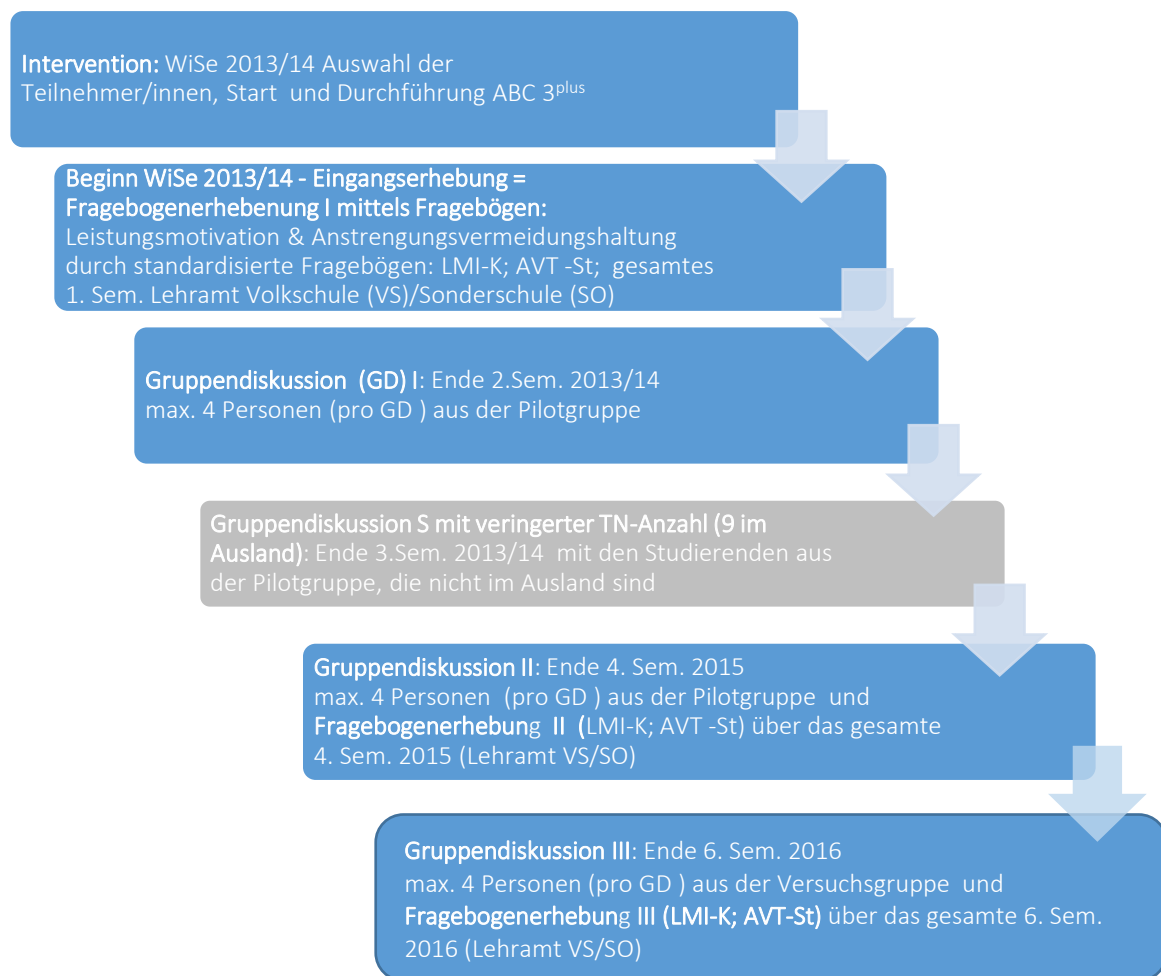 Intervention: WiSe 2013/14 Auswahl der
Teilnehmer/innen, Start und Durchführung ABC 3plus
Beginn WiSe 2013/14 - Eingangserhebung =
Fragebogenerhebenung I mittels Fragebögen:
Leistungsmotivation & Anstrengungsvermeidungshaltung
durch standardisierte Fragebögen: LMI-K; AVT -St; gesamtes
1. Sem. Lehramt Volkschule (VS)/Sonderschule (SO)
Gruppendiskussion (GD) I: Ende 2.Sem. 2013/14
max. 4 Personen (pro GD ) aus der Pilotgruppe
Gruppendiskussion S mit veringerter TN-Anzahl (9 im
Ausland): Ende 3.Sem. 2013/14 mit den Studierenden aus
der Pilotgruppe, die nicht im Ausland sind
Gruppendiskussion II: Ende 4. Sem. 2015
max. 4 Personen (pro GD ) aus der Pilotgruppe und
Fragebogenerhebung II (LMI-K; AVT -St) über das gesamte
4. Sem. 2015 (Lehramt VS/SO)
Gruppendiskussion III: Ende 6. Sem. 2016
max. 4 Personen (pro GD ) aus der Versuchsgruppe und
Fragebogenerhebung III (LMI-K; AVT-St) über das gesamte 6. Sem.
2016 (Lehramt VS/SO)